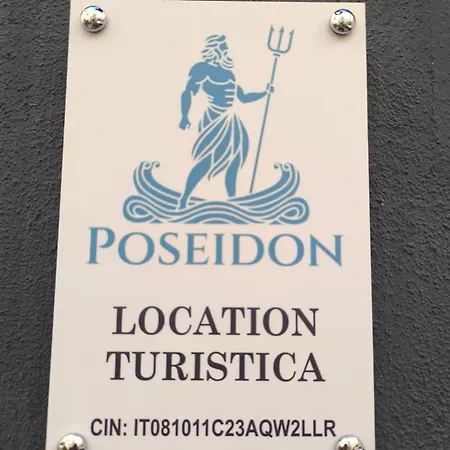 POSEIDON
LOCATION
TURISTICA
CIN: IT081011C23AQW2LLR